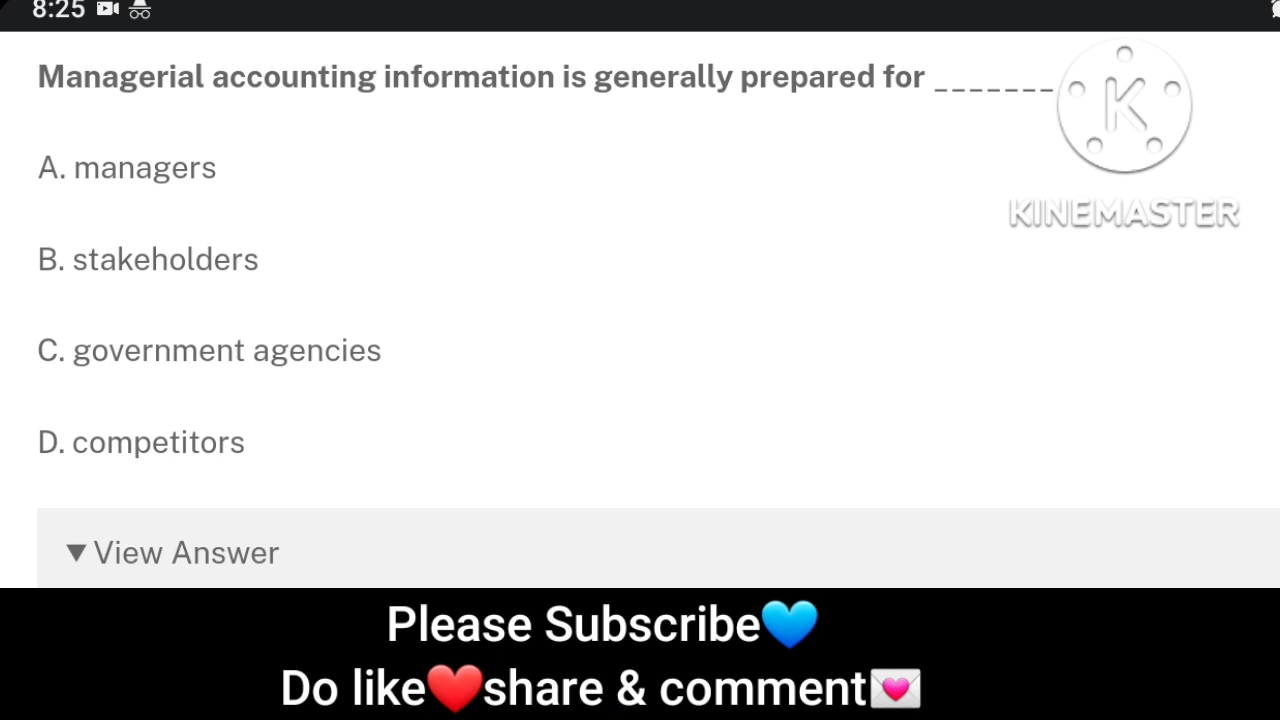 8:25
Managerial accounting information is generally prepared for _______
K
KINEMASTER
A. managers
B. stakeholders
C. government agencies
D. competitors
▼ View Answer
Please Subscribe💙
Do like❤️share & comment💌